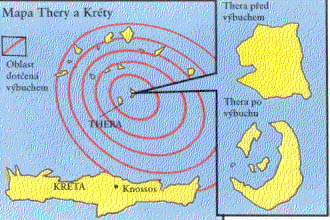 Mapa Thery a Kréty
Oblast
dotčená
výbuchem
THERA
KRÉTA
Knossos
Thera před
výbuchem
Thera po
výbuchu